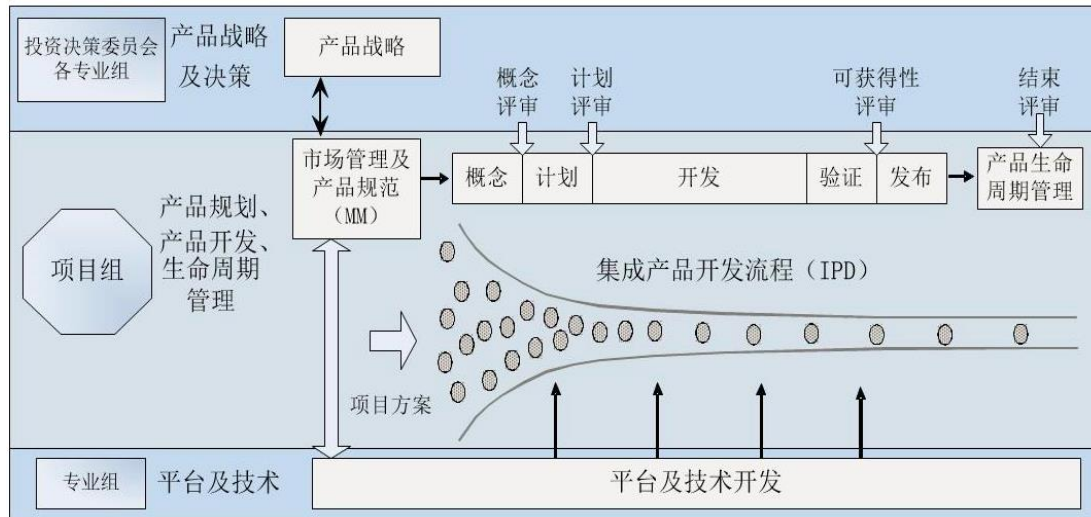 投资决策委员会
各专业组
产品战略
及决策
产品战略
概念
评审
计划
评审
可获得性
评审
结束
评审
市场管理及
产品规范
（MM）
概念
计划
开发
验证
发布
产品生命
周期管理
项目组
产品规划、
产品开发、
生命周期
管理
集成产品开发流程（IPD）
项目方案
专业组
平台及技术
平台及技术开发